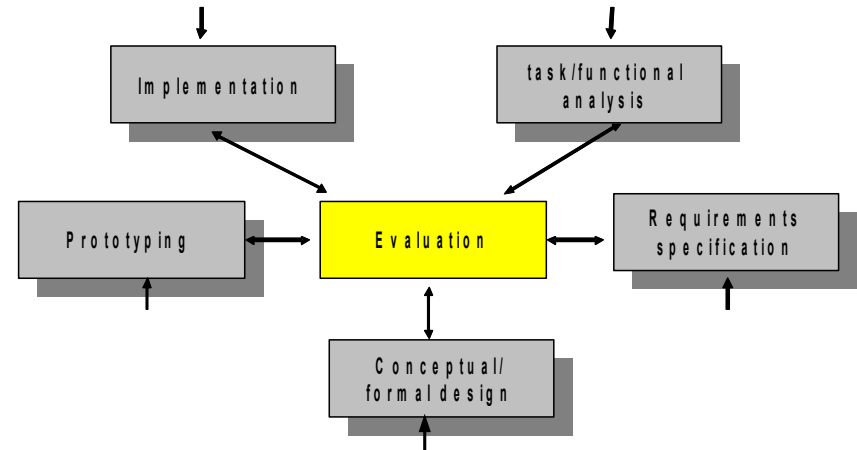 Implementation
task/functional
analysis
Prototyping
Evaluation
Requirements
specification
Conceptual/
formal design